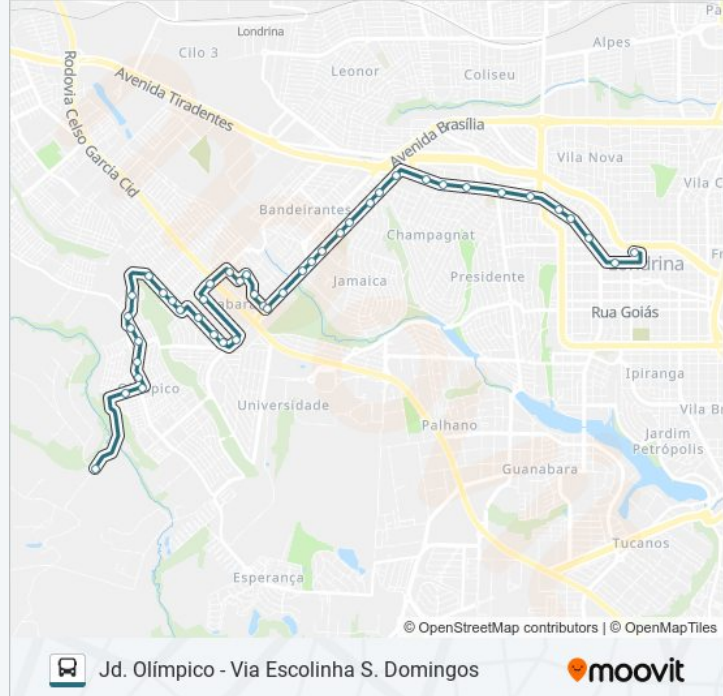 Pa
Londrina
Cilo 3
Alpes
Leonor
Coliseu
Avenida Tiradentes
Rodovia Celso Garcia Cid
Avenida Brasília
Vila Nova
Vila C
Bandeirantes
Champagnat
Fr
Londrina
Jamaica
Presidente
Rua Goiás
Ipiranga
Universidade
Vila Br
Palhano
Jardim
Petrópolis
Guanabara
Tucanos
Esperança
© OpenStreetMap contributors | © OpenMapTiles
Jd. Olímpico - Via Escolinha S. Domingos
moovit